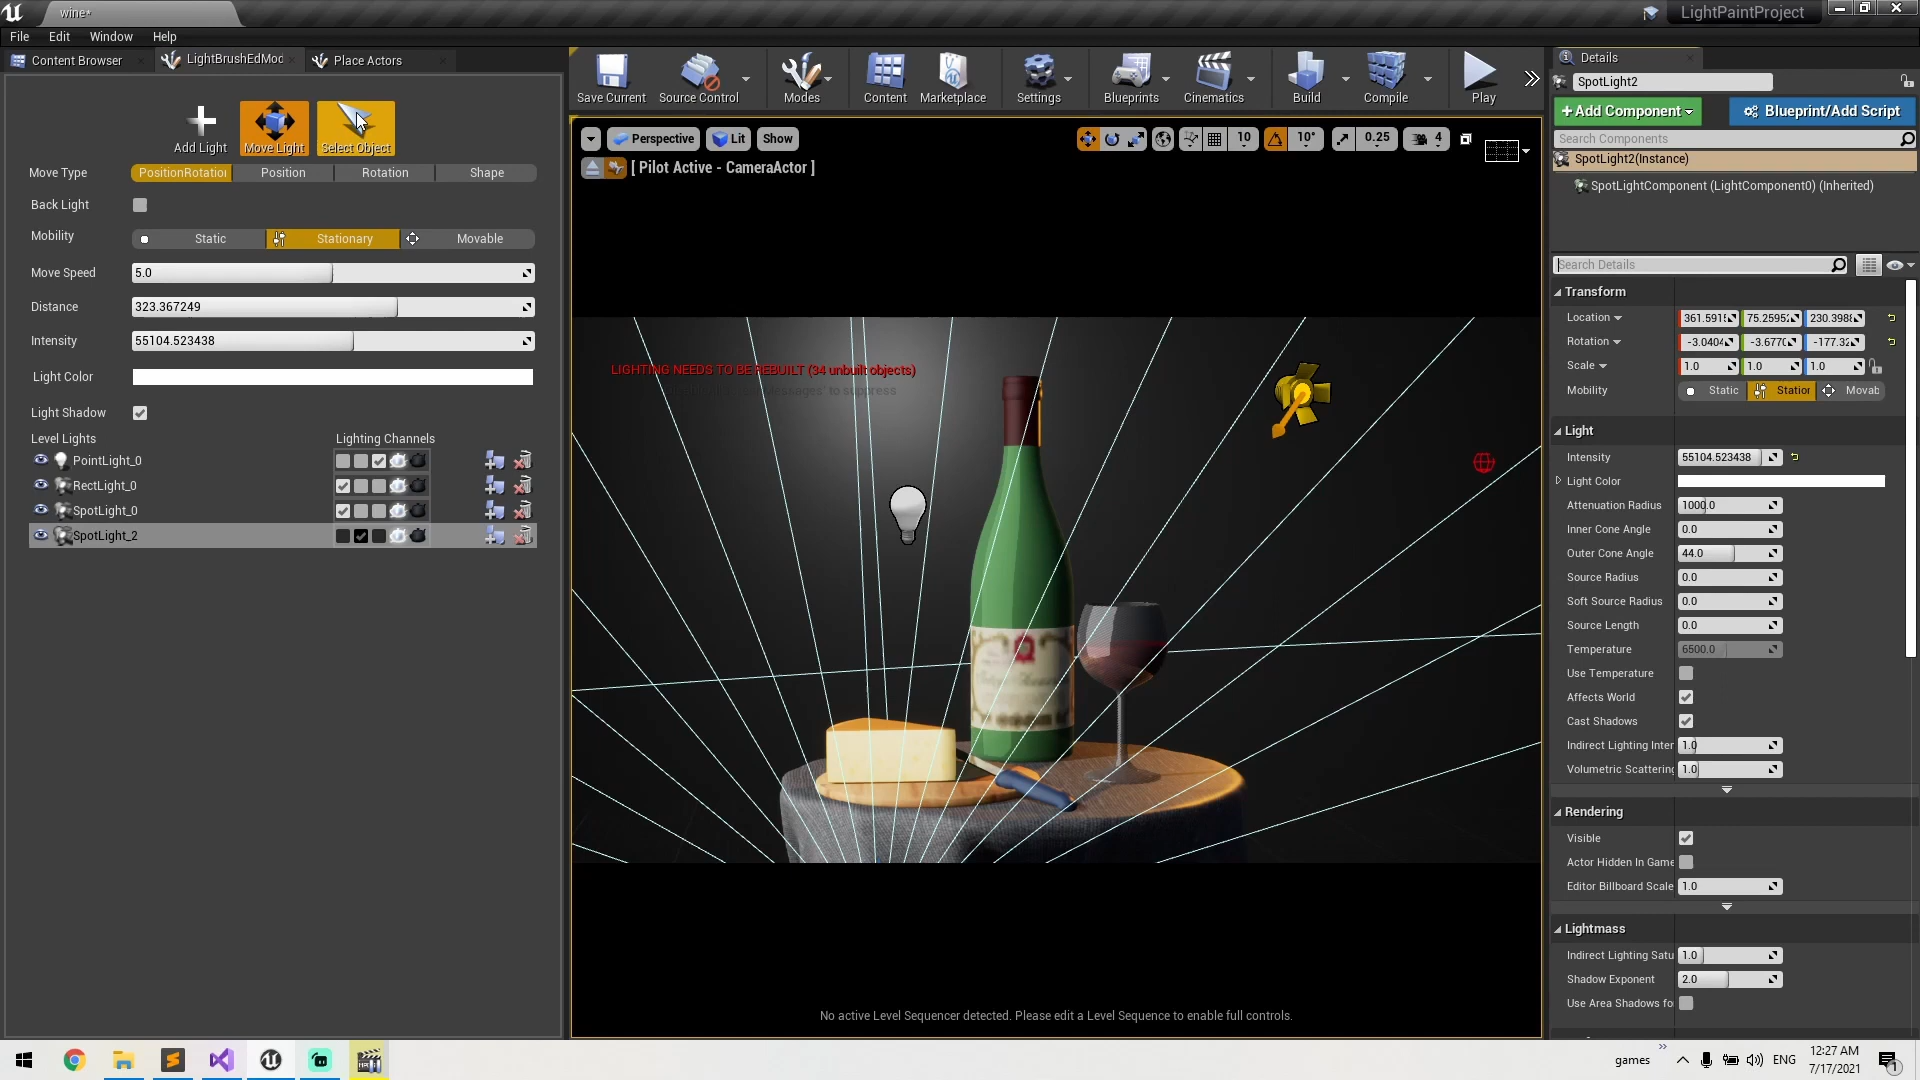 wine*
LightPaintProject
File Edit Window Help
Content Browser
LightBrushEdMod
Place Actors
Add Light
Move Light
Select Object
Move Type
PositionRotation
Position
Rotation
Shape
Back Light
Mobility
Static
Stationary
Movable
Move Speed
5.0
Distance
323.367249
Intensity
55104.523438
Light Color
Light Shadow
Level Lights
Lighting Channels
PointLight_0
RectLight_0
SpotLight_0
SpotLight_2
Save Current
Source Control
Modes
Content
Marketplace
Settings
Blueprints
Cinematics
Build
Compile
Play
Perspective
Lit
Show
10
10°
0.25
4
[ Pilot Active - CameraActor ]
LIGHTING NEEDS TO BE REBUILT (34 unbuilt objects)
Messages' to suppress
No active Level Sequencer detected. Please edit a Level Sequence to enable full controls.
Details
SpotLight2
+Add Component
Blueprint/Add Script
Search Components
SpotLight2(Instance)
SpotLightComponent (LightComponent0) (Inherited)
Search Details
Transform
Location
361.5919 75.25952 230.3988
Rotation
-3.0404 -3.6770 -177.32
Scale
1.0 1.0 1.0
Mobility
Static
Station
Movab
Light
Intensity
55104.523438
Light Color
Attenuation Radius
1000.0
Inner Cone Angle
0.0
Outer Cone Angle
44.0
Source Radius
0.0
Soft Source Radius
0.0
Source Length
0.0
Temperature
6500.0
Use Temperature
Affects World
Cast Shadows
Indirect Lighting Inter
1.0
Volumetric Scattering
1.0
Rendering
Visible
Actor Hidden In Game
Editor Billboard Scale
1.0
Lightmass
Indirect Lighting Satu
1.0
Shadow Exponent
2.0
Use Area Shadows fo
games
ENG
12:27 AM
7/17/2021
1